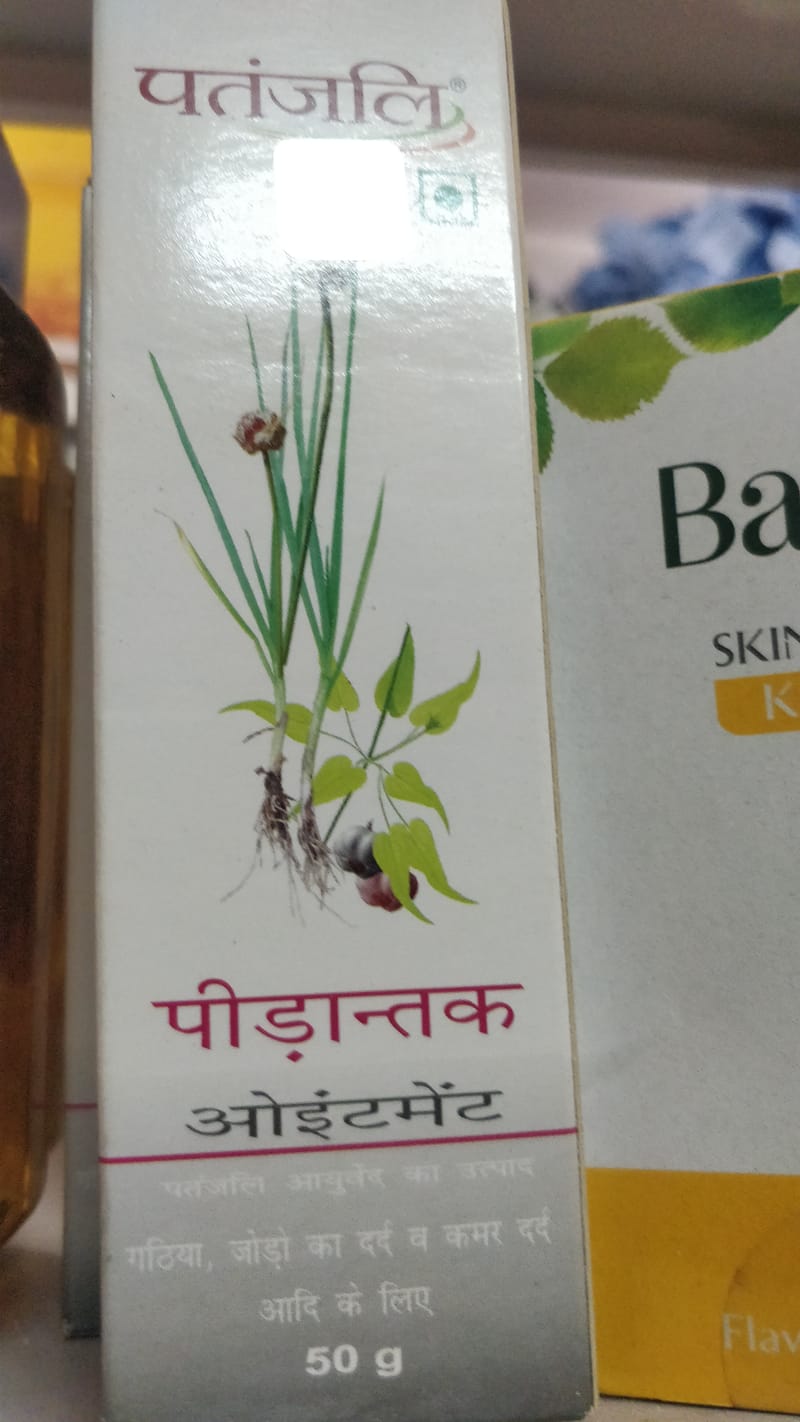 पतंजलि®
पीड़ान्तक
ओइंटमेंट
पतंजलि आयुर्वेद का उत्पाद
गठिया, जोड़ो का दर्द व कमर दर्द
आदि के लिए
50 g
Ba
SKIN
K
Flav